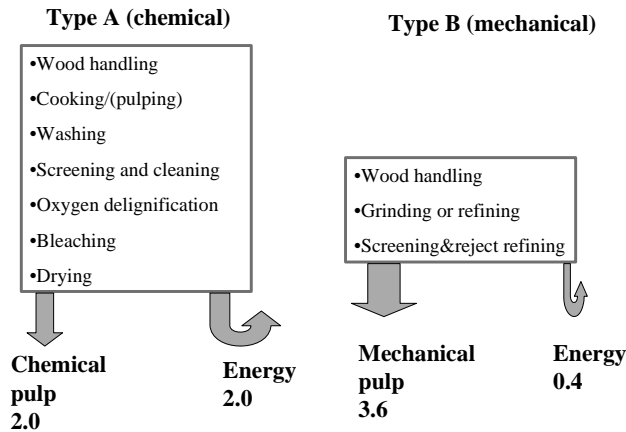 Type A (chemical)
•Wood handling
•Cooking/(pulping)
•Washing
•Screening and cleaning
•Oxygen delignification
•Bleaching
•Drying
Chemical
pulp
2.0
Energy
2.0
Type B (mechanical)
•Wood handling
•Grinding or refining
•Screening&reject refining
Mechanical
pulp
3.6
Energy
0.4